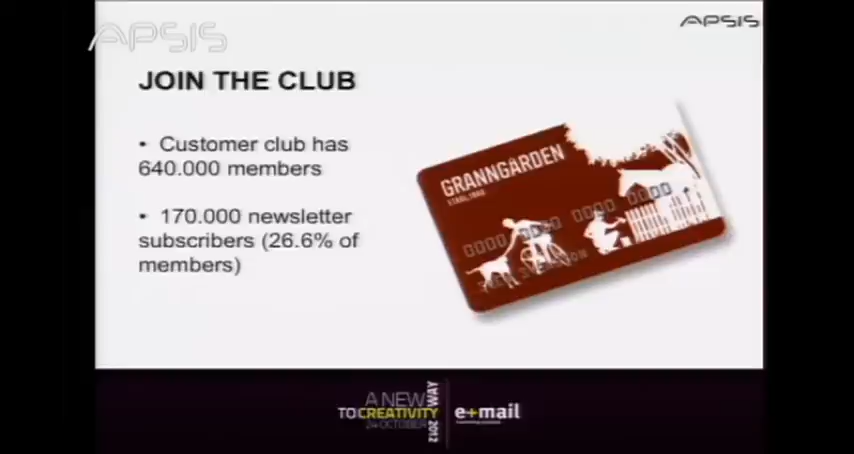 APSIS
APSIS
JOIN THE CLUB
• Customer club has
640.000 members
• 170.000 newsletter
subscribers (26.6% of
members)
GRANNGÅRDEN
A NEW
WAY
TO CREATIVITY
24 OCTOBER
2012
e+mail